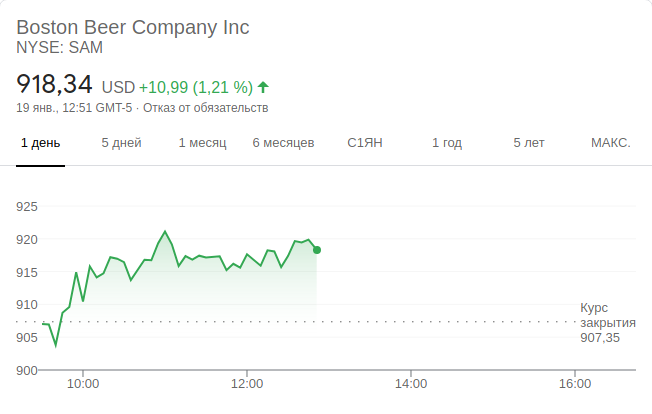 Boston Beer Company Inc
NYSE: SAM
918,34 USD +10,99 (1,21 %)
19 янв., 12:51 GMT-5 · Отказ от обязательств
1 день 5 дней 1 месяц 6 месяцев С1ЯН 1 год 5 лет МАКС.
925
920
915
910
Курс
закрытия
905
907,35
900
10:00 12:00 14:00 16:00